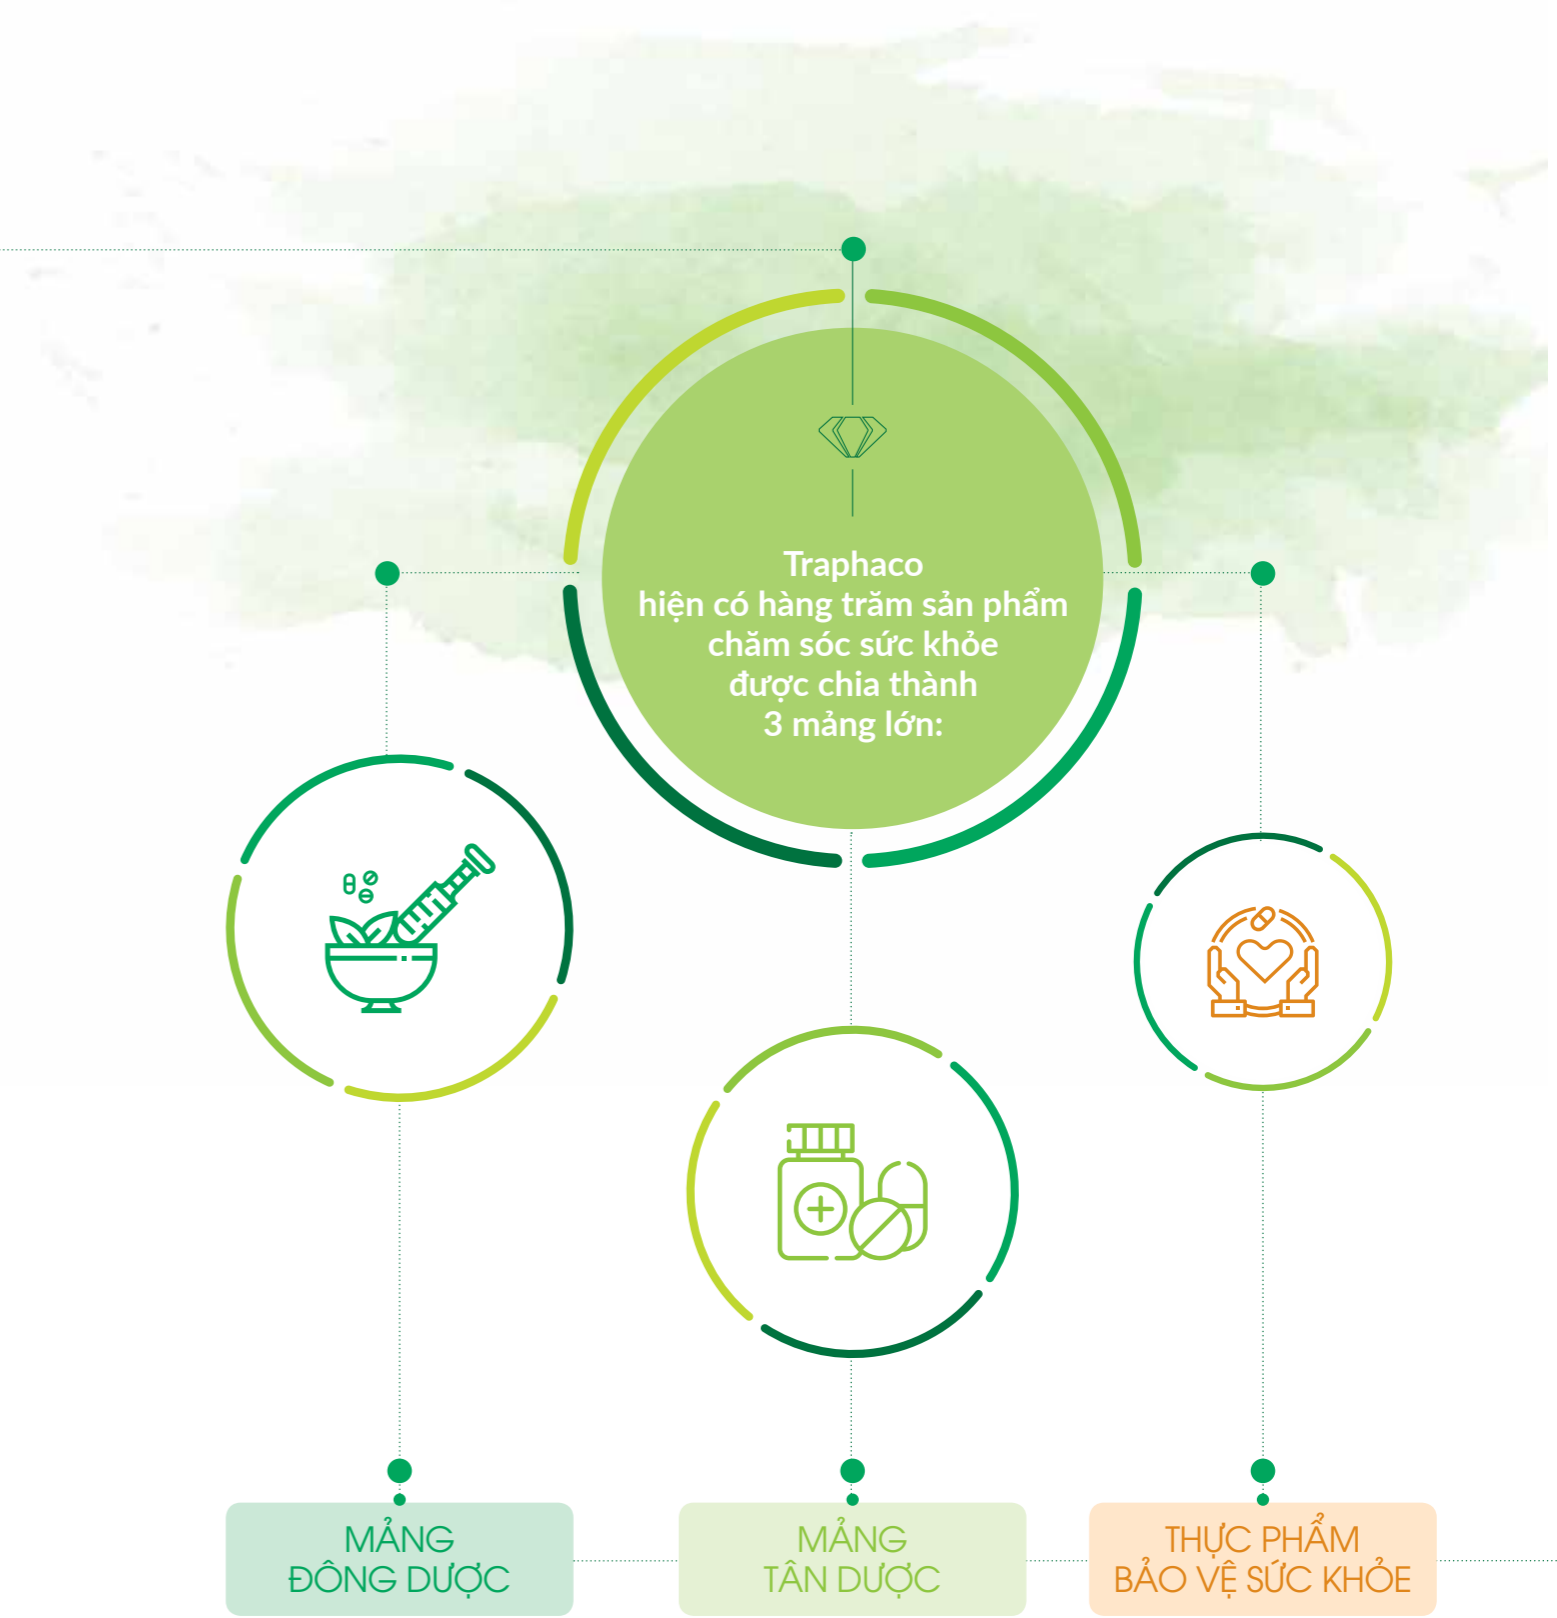 Traphaco
hiện có hàng trăm sản phẩm
chăm sóc sức khỏe
được chia thành
3 mảng lớn:
MẢNG
ĐÔNG DƯỢC
MẢNG
TÂN DƯỢC
THỰC PHẨM
BẢO VỆ SỨC KHỎE